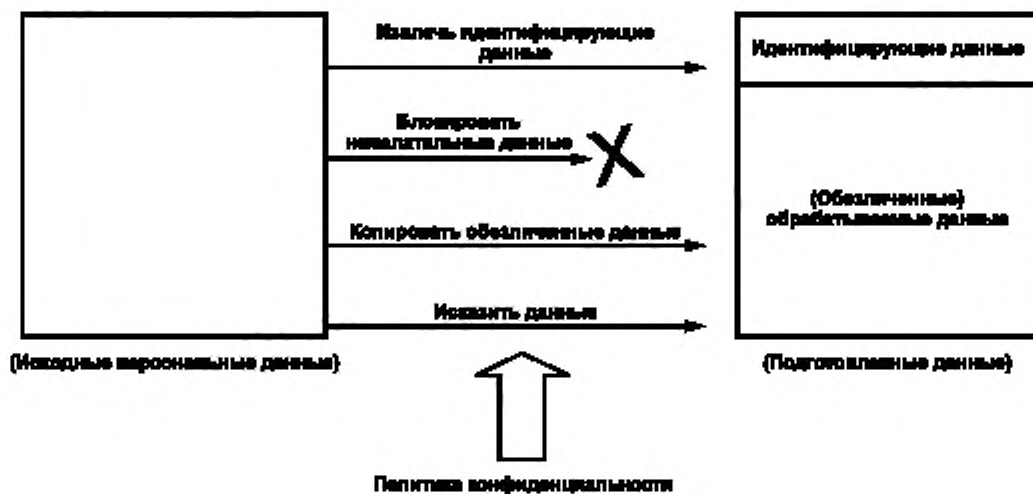 Извлечь идентифицирующие
данные
Идентифицирующие данные
Блокировать
нежелательные данные
(Обезличенные)
обрабатываемые данные
Копировать обезличенные данные
Исказить данные
(Исходные персональные данные)
(Подготовленные данные)
Политика конфиденциальности